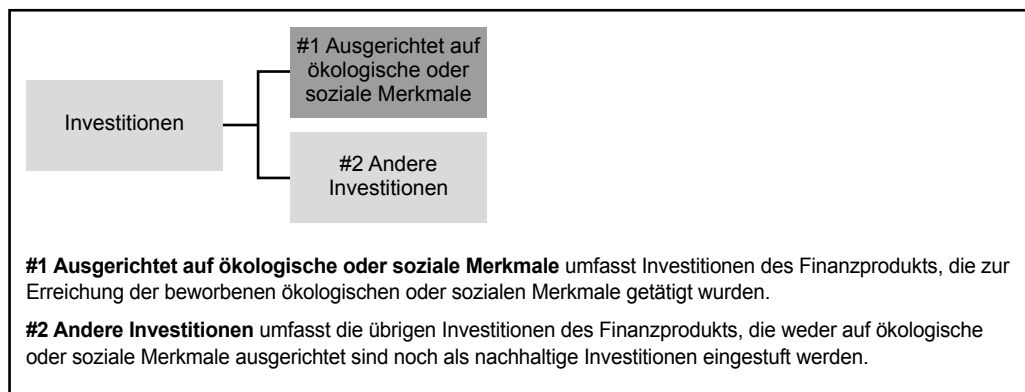 #1 Ausgerichtet auf
ökologische oder
soziale Merkmale
Investitionen
#2 Andere
Investitionen
#1 Ausgerichtet auf ökologische oder soziale Merkmale umfasst Investitionen des Finanzprodukts, die zur
Erreichung der beworbenen ökologischen oder sozialen Merkmale getätigt wurden.
#2 Andere Investitionen umfasst die übrigen Investitionen des Finanzprodukts, die weder auf ökologische
oder soziale Merkmale ausgerichtet sind noch als nachhaltige Investitionen eingestuft werden.